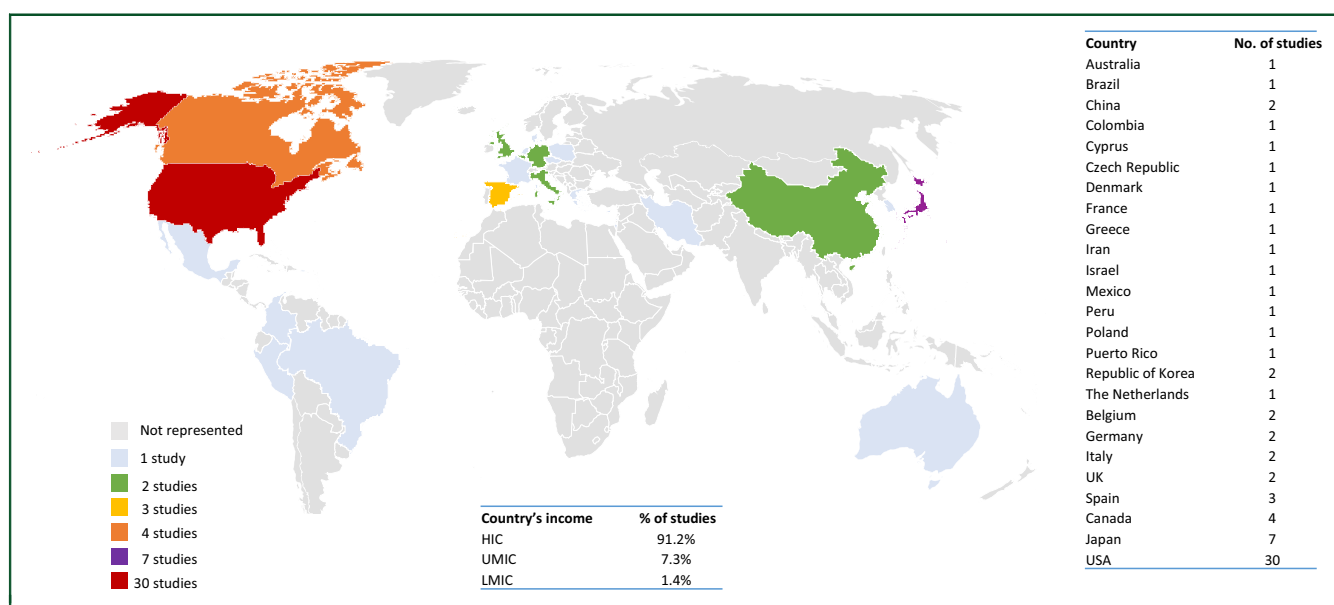 Country No. of studies
Australia 1
Brazil 1
China 2
Colombia 1
Cyprus 1
Czech Republic 1
Denmark 1
France 1
Greece 1
Iran 1
Israel 1
Mexico 1
Peru 1
Poland 1
Puerto Rico 1
Republic of Korea 2
The Netherlands 1
Belgium 2
Germany 2
Italy 2
UK 2
Spain 3
Canada 4
Japan 7
USA 30
Not represented
1 study
2 studies
3 studies
4 studies
7 studies
30 studies
Country's income % of studies
HIC 91.2%
UMIC 7.3%
LMIC 1.4%